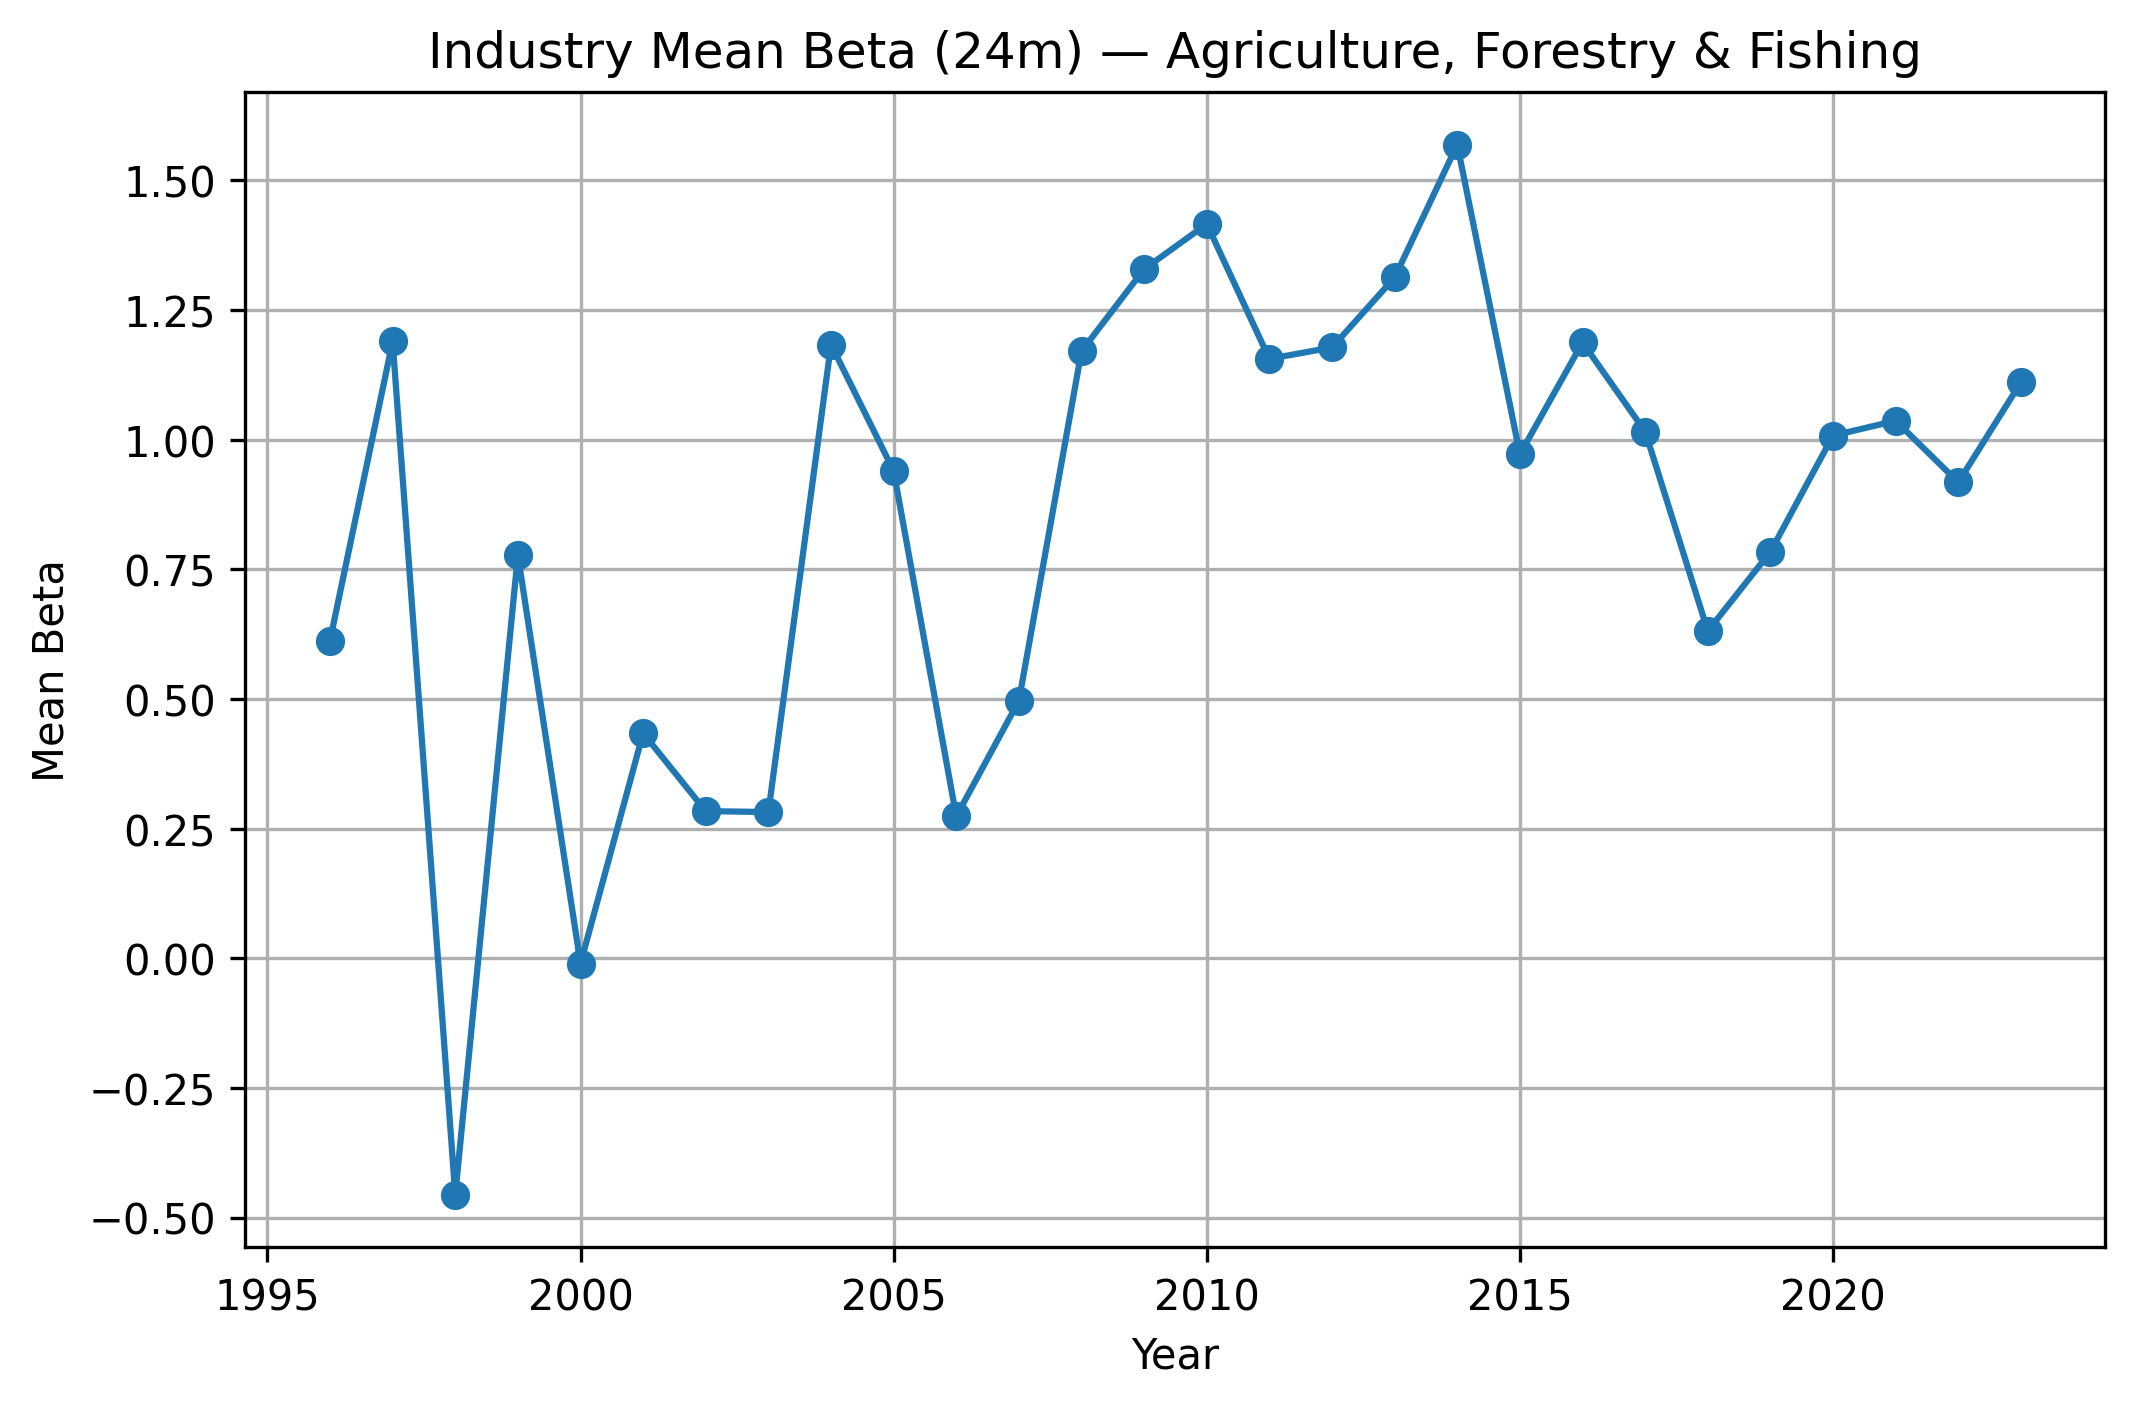 Industry Mean Beta (24m) — Agriculture, Forestry & Fishing
Mean Beta
1.50
1.25
1.00
0.75
0.50
0.25
0.00
−0.25
−0.50
1995 2000 2005 2010 2015 2020
Year